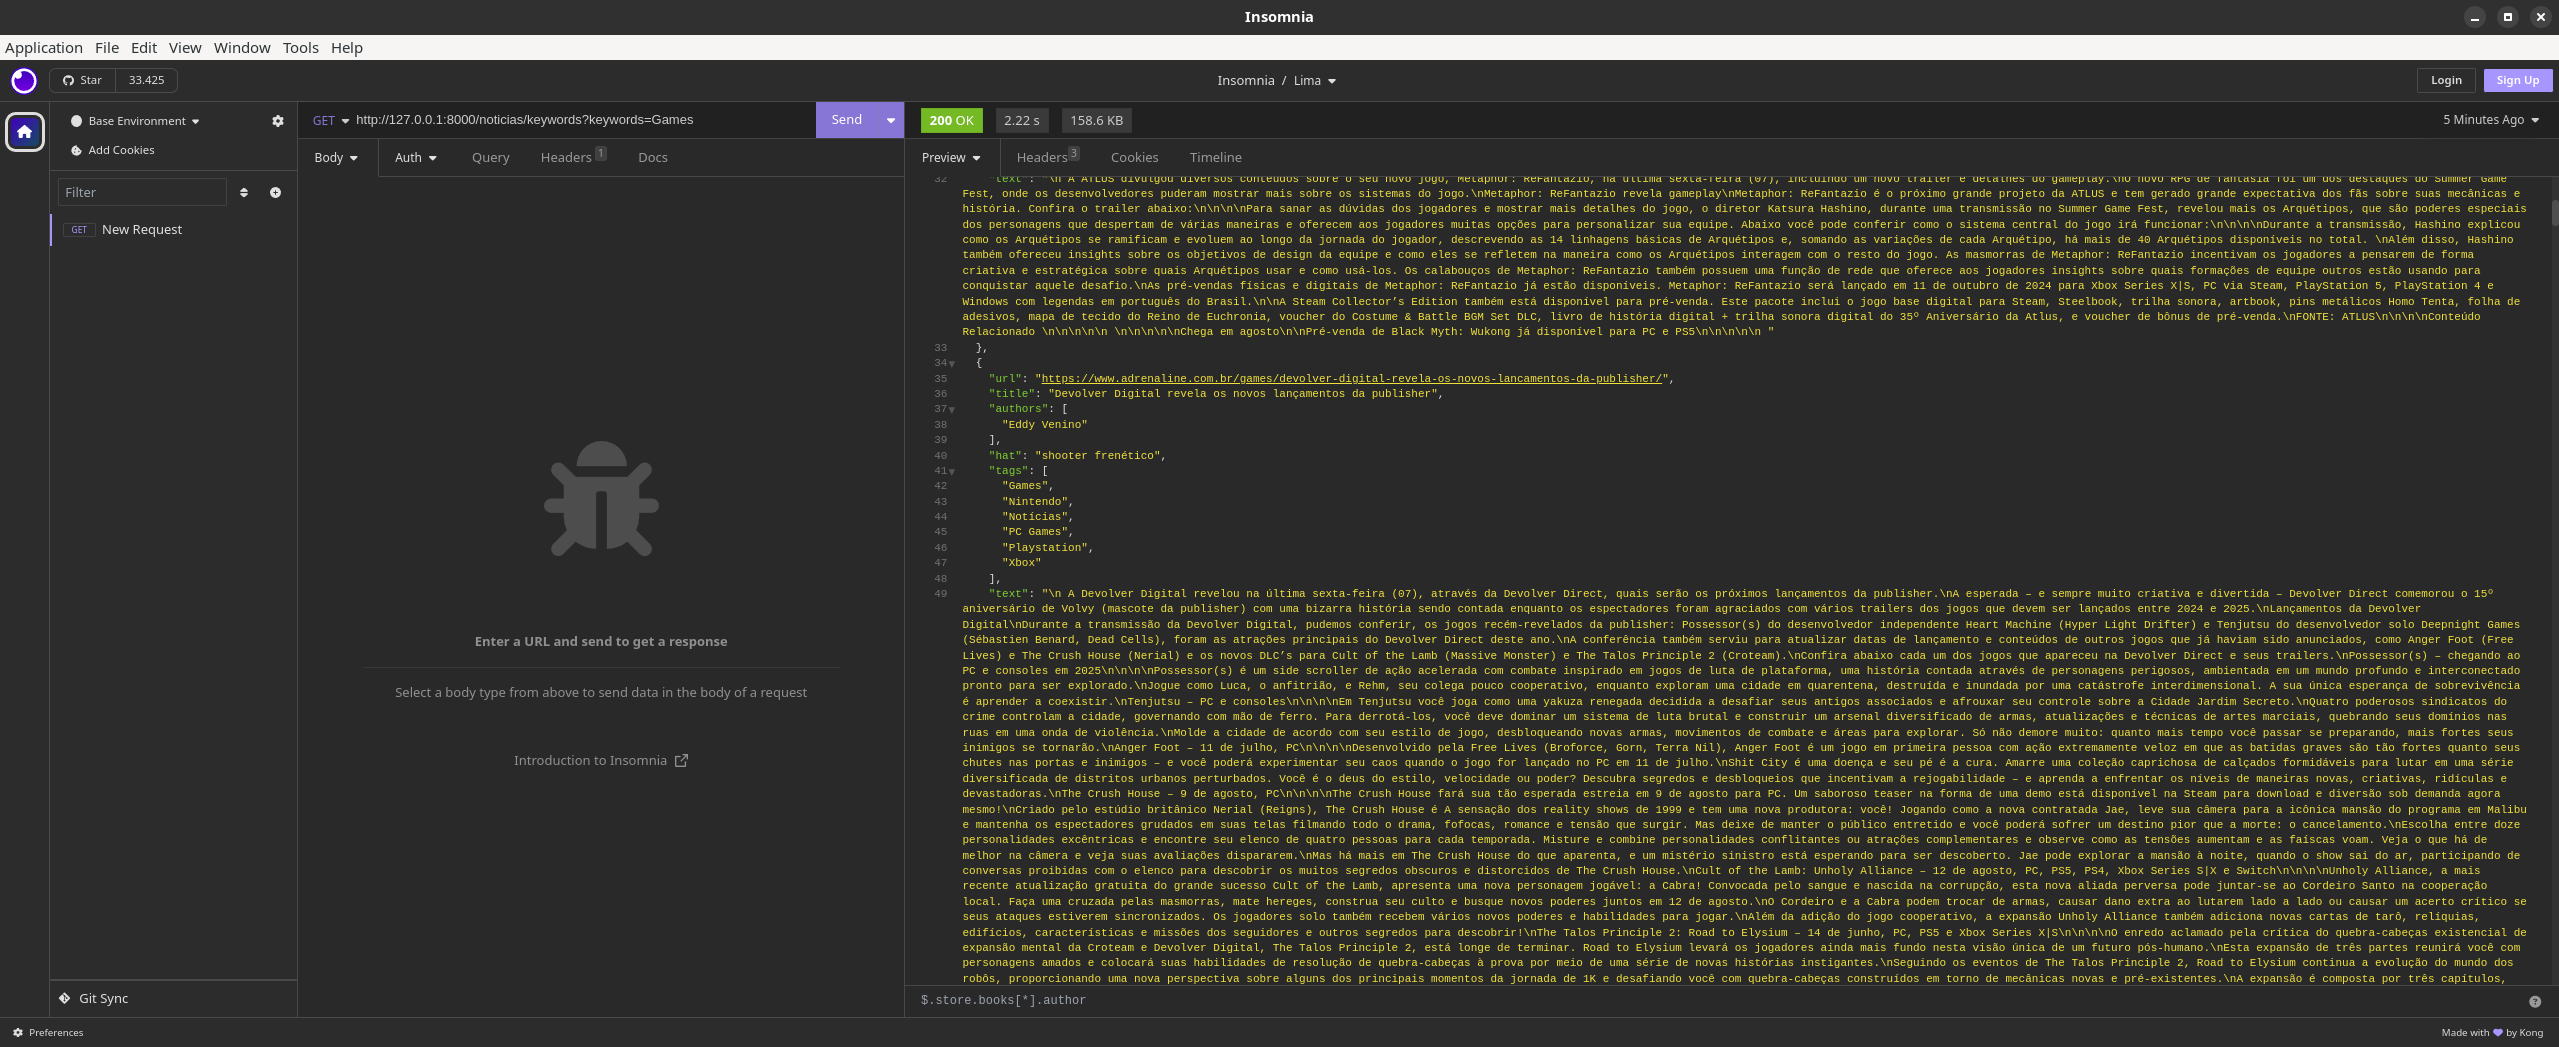 Insomnia
Application File Edit View Window Tools Help
Star 33.425
Insomnia / Lima
Login Sign Up
Base Environment
Add Cookies
Filter
GET New Request
GET http://127.0.0.1:8000/noticias/keywords?keywords=Games Send
Body Auth Query Headers 1 Docs
Enter a URL and send to get a response
Select a body type from above to send data in the body of a request
Introduction to Insomnia
200 OK 2.22 s 158.6 KB 5 Minutes Ago
Preview Headers 3 Cookies Timeline
32 "text": "\n A ATLUS divulgou diversos conteúdos sobre o seu novo jogo, Metaphor: ReFantazio, na última sexta-feira (07), incluindo um novo trailer e detalhes do gameplay.\nO novo RPG de fantasia foi um dos destaques do Summer Game
Fest, onde os desenvolvedores puderam mostrar mais sobre os sistemas do jogo.\nMetaphor: ReFantazio revela gameplay\nMetaphor: ReFantazio é o próximo grande projeto da ATLUS e tem gerado grande expectativa dos fãs sobre suas mecânicas e
história. Confira o trailer abaixo:\n\n\n\nPara sanar as dúvidas dos jogadores e mostrar mais detalhes do jogo, o diretor Katsura Hashino, durante uma transmissão no Summer Game Fest, revelou mais os Arquétipos, que são poderes especiais
dos personagens que despertam de várias maneiras e oferecem aos jogadores muitas opções para personalizar sua equipe. Abaixo você pode conferir como o sistema central do jogo irá funcionar:\n\n\n\nDurante a transmissão, Hashino explicou
como os Arquétipos se ramificam e evoluem ao longo da jornada do jogador, descrevendo as 14 linhagens básicas de Arquétipos e, somando as variações de cada Arquétipo, há mais de 40 Arquétipos disponíveis no total. \nAlém disso, Hashino
também ofereceu insights sobre os objetivos de design da equipe e como eles se refletem na maneira como os Arquétipos interagem com o resto do jogo. As masmorras de Metaphor: ReFantazio incentivam os jogadores a pensarem de forma
criativa e estratégica sobre quais Arquétipos usar e como usá-los. Os calabouços de Metaphor: ReFantazio também possuem uma função de rede que oferece aos jogadores insights sobre quais formações de equipe outros estão usando para
conquistar aquele desafio.\nAs pré-vendas físicas e digitais de Metaphor: ReFantazio já estão disponíveis. Metaphor: ReFantazio será lançado em 11 de outubro de 2024 para Xbox Series X|S, PC via Steam, PlayStation 5, PlayStation 4 e
Windows com legendas em português do Brasil.\n\nA Steam Collector’s Edition também está disponível para pré-venda. Este pacote inclui o jogo base digital para Steam, Steelbook, trilha sonora, artbook, pins metálicos Homo Tenta, folha de
adesivos, mapa de tecido do Reino de Euchronia, voucher do Costume & Battle BGM Set DLC, livro de história digital + trilha sonora digital do 35º Aniversário da Atlus, e voucher de bônus de pré-venda.\nFONTE: ATLUS\n\n\n\nConteúdo
Relacionado \n\n\n\n\n \n\n\n\n\nChega em agosto\n\nPré-venda de Black Myth: Wukong já disponível para PC e PS5\n\n\n\n\n "
33 },
34 {
35 "url": "https://www.adrenaline.com.br/games/devolver-digital-revela-os-novos-lancamentos-da-publisher/",
36 "title": "Devolver Digital revela os novos lançamentos da publisher",
37 "authors": [
38 "Eddy Venino"
39 ],
40 "hat": "shooter frenético",
41 "tags": [
42 "Games",
43 "Nintendo",
44 "Notícias",
45 "PC Games",
46 "Playstation",
47 "Xbox"
48 ],
49 "text": "\n A Devolver Digital revelou na última sexta-feira (07), através da Devolver Direct, quais serão os próximos lançamentos da publisher.\nA esperada – e sempre muito criativa e divertida – Devolver Direct comemorou o 15º
aniversário de Volvy (mascote da publisher) com uma bizarra história sendo contada enquanto os espectadores foram agraciados com vários trailers dos jogos que devem ser lançados entre 2024 e 2025.\nLançamentos da Devolver
Digital\nDurante a transmissão da Devolver Digital, pudemos conferir, os jogos recém-revelados da publisher: Possessor(s) do desenvolvedor independente Heart Machine (Hyper Light Drifter) e Tenjutsu do desenvolvedor solo Deepnight Games
(Sébastien Benard, Dead Cells), foram as atrações principais do Devolver Direct deste ano.\nA conferência também serviu para atualizar datas de lançamento e conteúdos de outros jogos que já haviam sido anunciados, como Anger Foot (Free
Lives) e The Crush House (Nerial) e os novos DLC’s para Cult of the Lamb (Massive Monster) e The Talos Principle 2 (Croteam).\nConfira abaixo cada um dos jogos que apareceu na Devolver Direct e seus trailers.\nPossessor(s) – chegando ao
PC e consoles em 2025\n\n\n\nPossessor(s) é um side scroller de ação acelerada com combate inspirado em jogos de luta de plataforma, uma história contada através de personagens perigosos, ambientada em um mundo profundo e interconectado
pronto para ser explorado.\nJogue como Luca, o anfitrião, e Rehm, seu colega pouco cooperativo, enquanto exploram uma cidade em quarentena, destruída e inundada por uma catástrofe interdimensional. A sua única esperança de sobrevivência
é aprender a coexistir.\nTenjutsu – PC e consoles\n\n\n\nEm Tenjutsu você joga como uma yakuza renegada decidida a desafiar seus antigos associados e afrouxar seu controle sobre a Cidade Jardim Secreto.\nQuatro poderosos sindicatos do
crime controlam a cidade, governando com mão de ferro. Para derrotá-los, você deve dominar um sistema de luta brutal e construir um arsenal diversificado de armas, atualizações e técnicas de artes marciais, quebrando seus domínios nas
ruas em uma onda de violência.\nMolde a cidade de acordo com seu estilo de jogo, desbloqueando novas armas, movimentos de combate e áreas para explorar. Só não demore muito: quanto mais tempo você passar se preparando, mais fortes seus
inimigos se tornarão.\nAnger Foot – 11 de julho, PC\n\n\n\nDesenvolvido pela Free Lives (Broforce, Gorn, Terra Nil), Anger Foot é um jogo em primeira pessoa com ação extremamente veloz em que as batidas graves são tão fortes quanto seus
chutes nas portas e inimigos – e você poderá experimentar seu caos quando o jogo for lançado no PC em 11 de julho.\nShit City é uma doença e seu pé é a cura. Amarre uma coleção caprichosa de calçados formidáveis para lutar em uma série
diversificada de distritos urbanos perturbados. Você é o deus do estilo, velocidade ou poder? Descubra segredos e desbloqueios que incentivam a rejogabilidade – e aprenda a enfrentar os níveis de maneiras novas, criativas, ridículas e
devastadoras.\nThe Crush House – 9 de agosto, PC\n\n\n\nThe Crush House fará sua tão esperada estreia em 9 de agosto para PC. Um saboroso teaser na forma de uma demo está disponível na Steam para download e diversão sob demanda agora
mesmo!\nCriado pelo estúdio britânico Nerial (Reigns), The Crush House é A sensação dos reality shows de 1999 e tem uma nova produtora: você! Jogando como a nova contratada Jae, leve sua câmera para a icônica mansão do programa em Malibu
e mantenha os espectadores grudados em suas telas filmando todo o drama, fofocas, romance e tensão que surgir. Mas deixe de manter o público entretido e você poderá sofrer um destino pior que a morte: o cancelamento.\nEscolha entre doze
personalidades excêntricas e encontre seu elenco de quatro pessoas para cada temporada. Misture e combine personalidades conflitantes ou atrações complementares e observe como as tensões aumentam e as faíscas voam. Veja o que há de
melhor na câmera e veja suas avaliações dispararem.\nMas há mais em The Crush House do que aparenta, e um mistério sinistro está esperando para ser descoberto. Jae pode explorar a mansão à noite, quando o show sai do ar, participando de
conversas proibidas com o elenco para descobrir os muitos segredos obscuros e distorcidos de The Crush House.\nCult of the Lamb: Unholy Alliance – 12 de agosto, PC, PS5, PS4, Xbox Series S|X e Switch\n\n\n\nUnholy Alliance, a mais
recente atualização gratuita do grande sucesso Cult of the Lamb, apresenta uma nova personagem jogável: a Cabra! Convocada pelo sangue e nascida na corrupção, esta nova aliada perversa pode juntar-se ao Cordeiro Santo na cooperação
local. Faça uma cruzada pelas masmorras, mate hereges, construa seu culto e busque novos poderes juntos em 12 de agosto.\nO Cordeiro e a Cabra podem trocar de armas, causar dano extra ao lutarem lado a lado ou causar um acerto crítico se
seus ataques estiverem sincronizados. Os jogadores solo também recebem vários novos poderes e habilidades para jogar.\nAlém da adição do jogo cooperativo, a expansão Unholy Alliance também adiciona novas cartas de tarô, relíquias,
edifícios, características e missões dos seguidores e outros segredos para descobrir!\nThe Talos Principle 2: Road to Elysium – 14 de junho, PC, PS5 e Xbox Series X|S\n\n\n\nO enredo aclamado pela crítica do quebra-cabeças existencial de
expansão mental da Croteam e Devolver Digital, The Talos Principle 2, está longe de terminar. Road to Elysium levará os jogadores ainda mais fundo nesta visão única de um futuro pós-humano.\nEsta expansão de três partes reunirá você com
personagens amados e colocará suas habilidades de resolução de quebra-cabeças à prova por meio de uma série de novas histórias instigantes.\nSeguindo os eventos de The Talos Principle 2, Road to Elysium continua a evolução do mundo dos
robôs, proporcionando uma nova perspectiva sobre alguns dos principais momentos da jornada de 1K e desafiando você com quebra-cabeças construídos em torno de mecânicas novas e pré-existentes.\nA expansão é composta por três capítulos,
$.store.books[*].author
Git Sync
Preferences
Made with by Kong